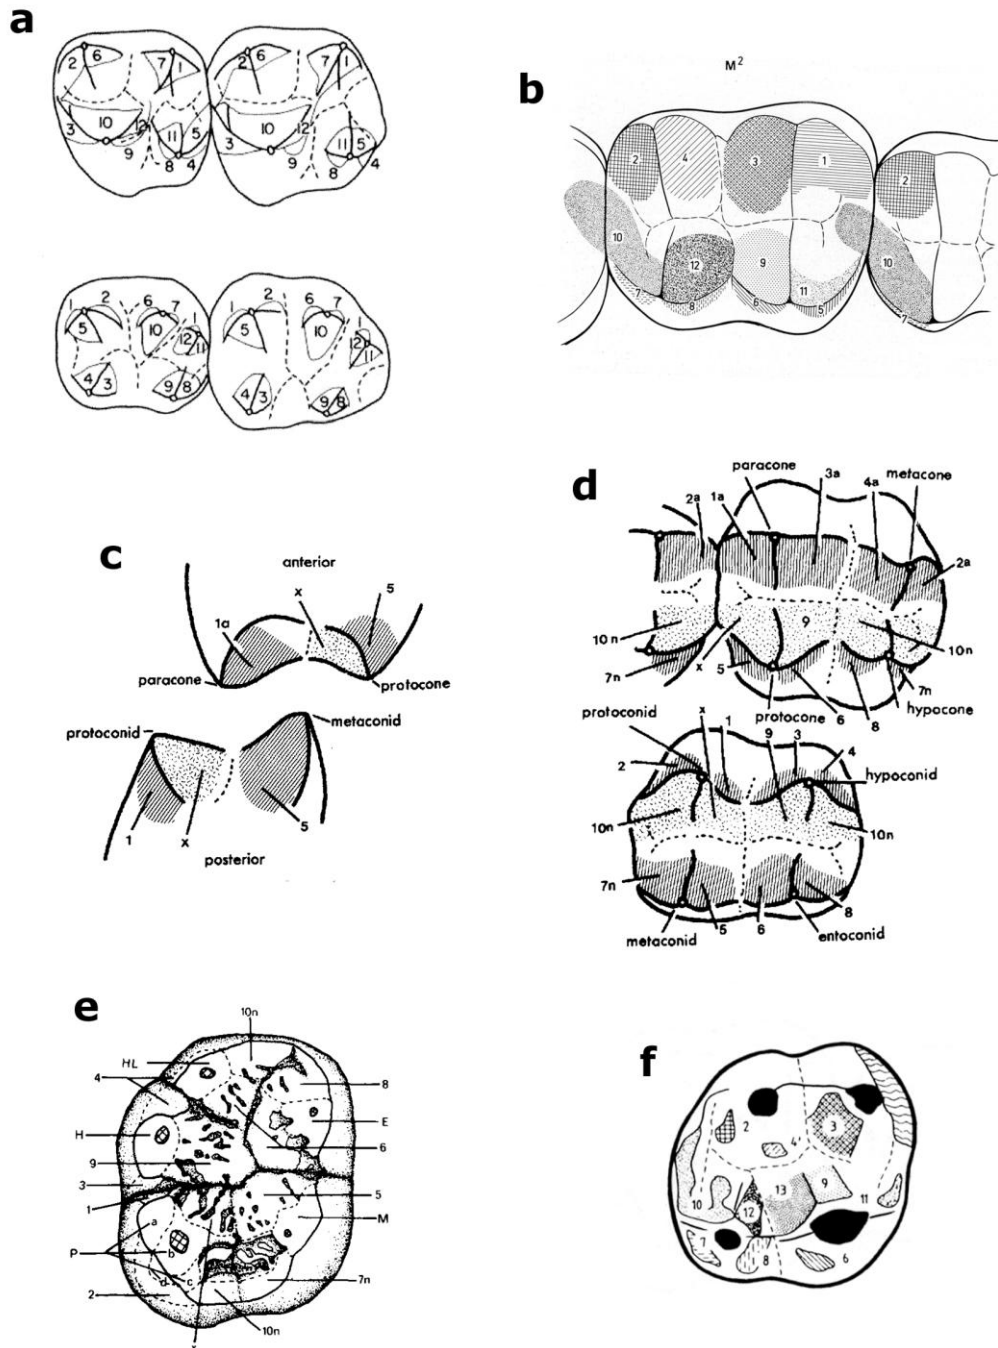 a
2 6 7 1 2 6 7 1
3 10 12 11 5 3 10 12 11 5
9 8 4 9 8 4
1 2 6 7 1 2 6 7
5 10 1 5 10 1
12 11 12 11
4 3 9 8 4 3 9 8
b
M²
2 4 3 1 2
10 12 9 11 10
7 8 6 5 7
c
anterior
x 5
1a
paracone protocone
protoconid metaconid
1 x 5
posterior
d
paracone 3a metacone
2a 1a 4a
2a
10n 9 10n
7n x 5 6 8 7n
protocone hypocone
protoconid x 1 9 3 4
2 hypoconid
10n 10n
7n 5 6 8
metaconid entoconid
e
10n
HL
4 8
H E
9 6
3
1 5
M
P a b
d c
2 7n
10n
x
f
2 4 3
10 12 13 9 11
7 8 6